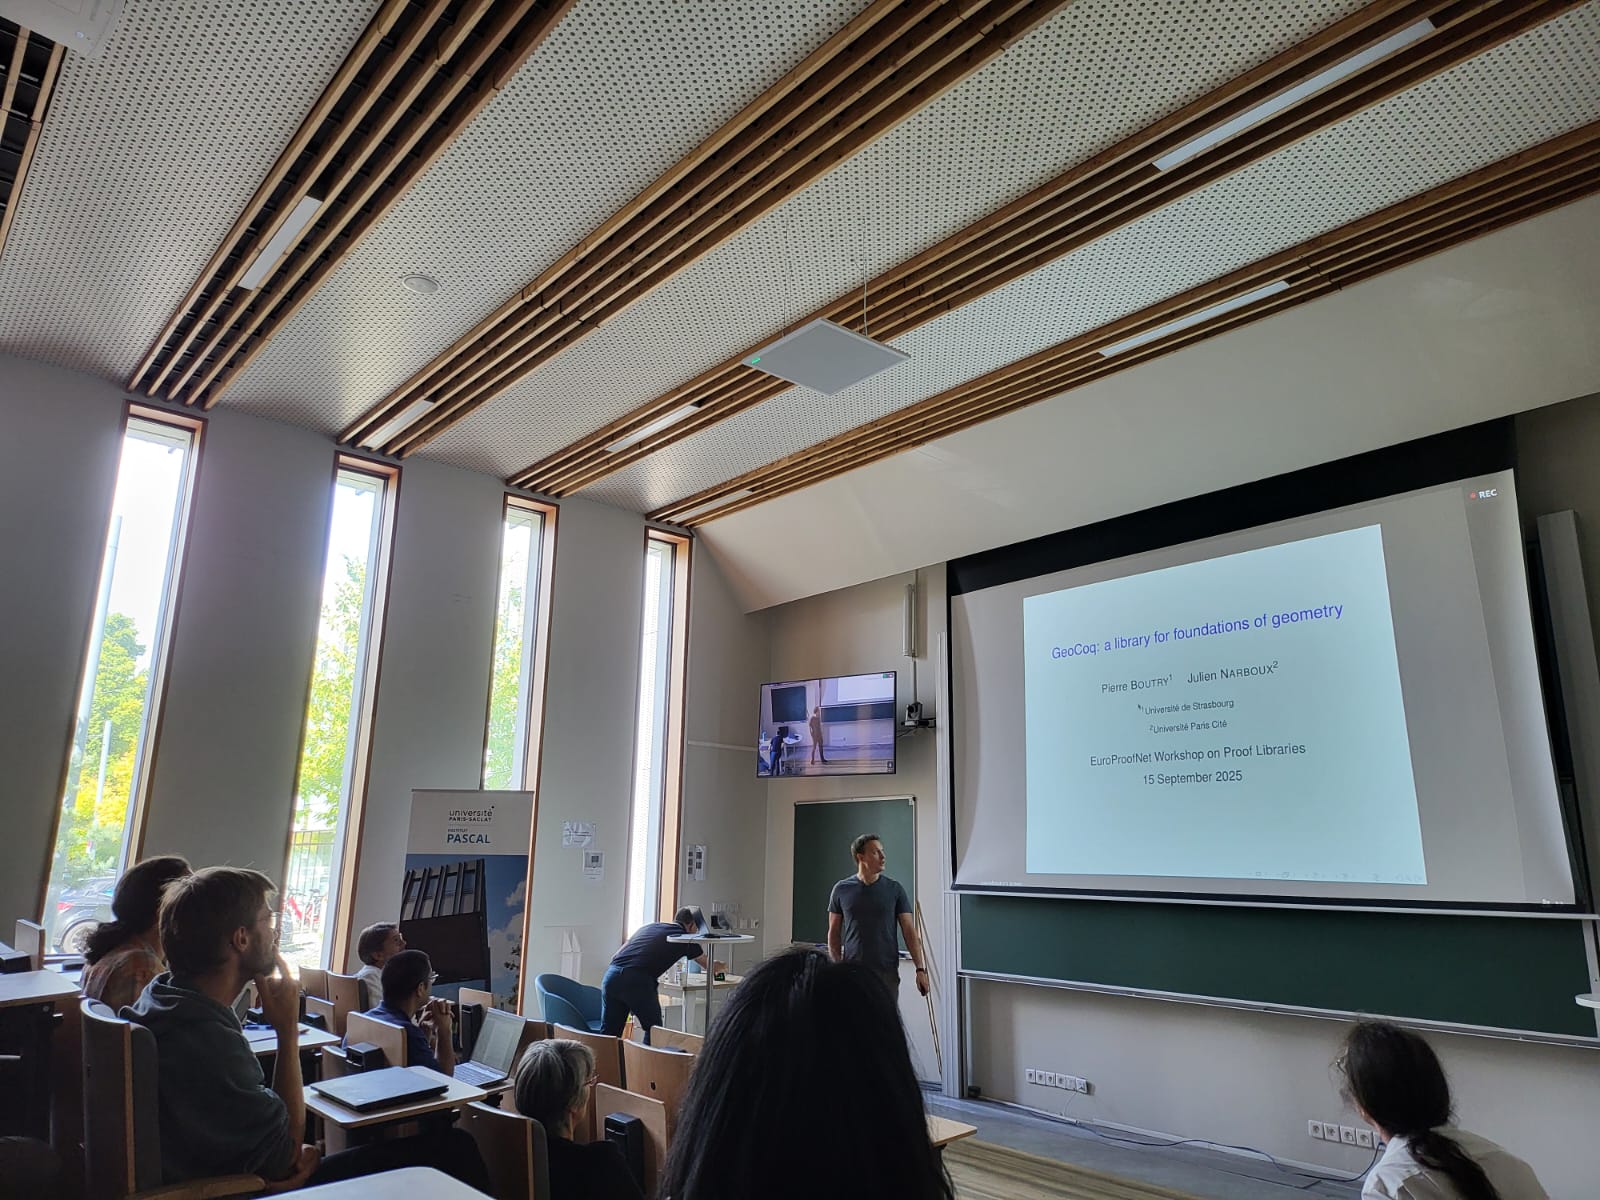 REC
GeoCoq: a library for foundations of geometry
Pierre BOUTRY¹ Julien NARBOUX²
¹Université de Strasbourg
²Université Paris Cité
EuroProofNet Workshop on Proof Libraries
15 September 2025
université
PARIS-SACLAY
INSTITUT
PASCAL